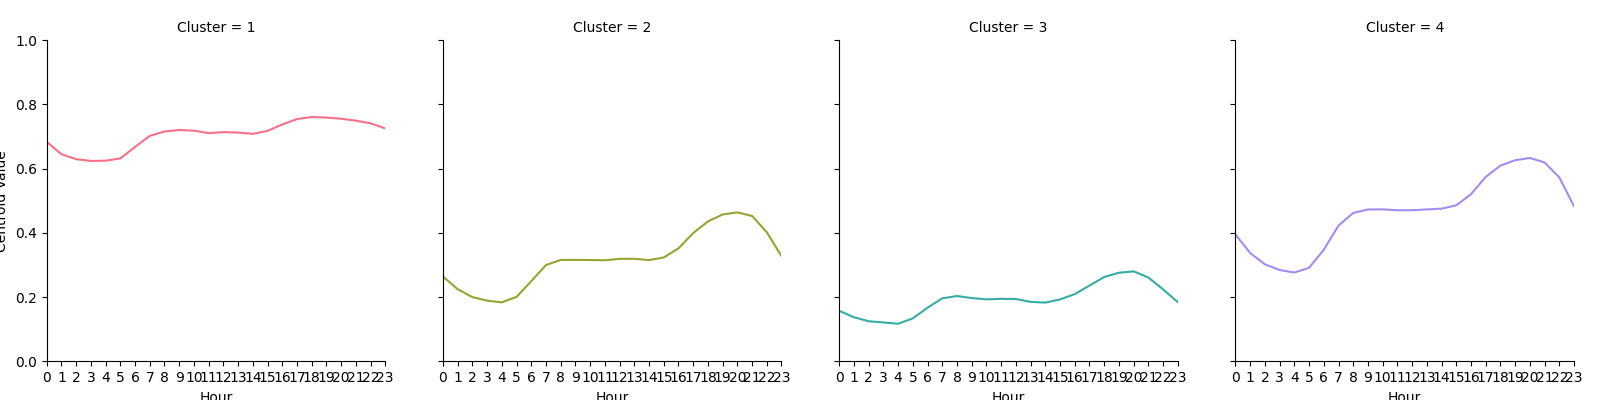 Cluster = 1
Cluster = 2
Cluster = 3
Cluster = 4
1.0
0.8
0.6
0.4
0.2
0.0
Centroid Value
0 1 2 3 4 5 6 7 8 9 10 11 12 13 14 15 16 17 18 19 20 21 22 23
0 1 2 3 4 5 6 7 8 9 10 11 12 13 14 15 16 17 18 19 20 21 22 23
0 1 2 3 4 5 6 7 8 9 10 11 12 13 14 15 16 17 18 19 20 21 22 23
0 1 2 3 4 5 6 7 8 9 10 11 12 13 14 15 16 17 18 19 20 21 22 23
Hour
Hour
Hour
Hour